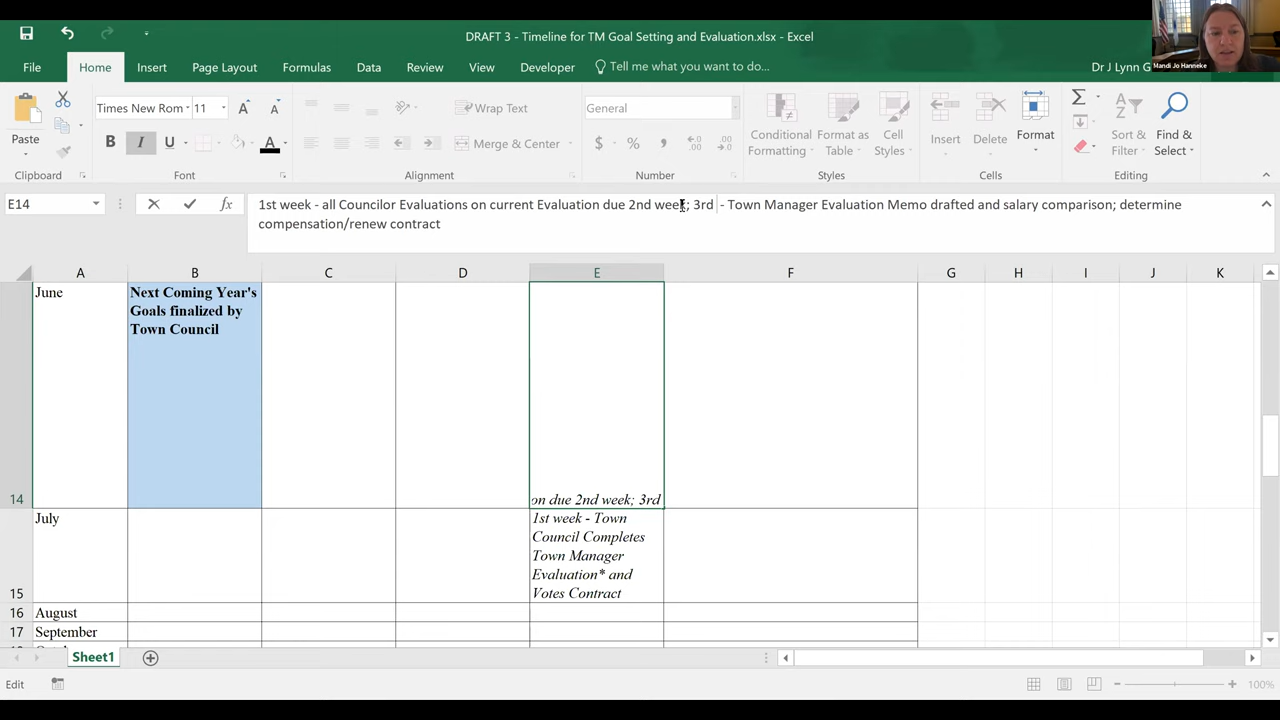 DRAFT 3 - Timeline for TM Goal Setting and Evaluation.xlsx - Excel
Mandi Jo Hanneke
File Home Insert Page Layout Formulas Data Review View Developer Tell me what you want to do... Dr J Lynn G
Times New Rom 11 A A Wrap Text General Σ
Paste B I U A Merge & Center $ % , Conditional Formatting Format as Table Cell Styles Insert Delete Format Sort & Filter Find & Select
Clipboard Font Alignment Number Styles Cells Editing
E14 fx 1st week - all Councilor Evaluations on current Evaluation due 2nd week; 3rd - Town Manager Evaluation Memo drafted and salary comparison; determine
compensation/renew contract
A B C D E F G H I J K
June Next Coming Year's
Goals finalized by
Town Council
14 on due 2nd week; 3rd
July 1st week - Town
Council Completes
Town Manager
Evaluation* and
15 Votes Contract
16 August
17 September
Sheet1
Edit 100%